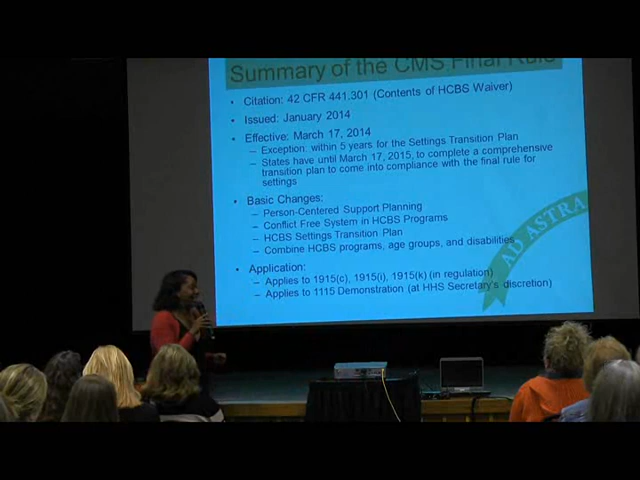 Summary of the CMS Final Rule
• Citation: 42 CFR 441.301 (Contents of HCBS Waiver)
• Issued: January 2014
• Effective: March 17, 2014
– Exception: within 5 years for the Settings Transition Plan
– States have until March 17, 2015, to complete a comprehensive
transition plan to come into compliance with the final rule for
settings
• Basic Changes:
– Person-Centered Support Planning
– Conflict Free System in HCBS Programs
– HCBS Settings Transition Plan
– Combine HCBS programs, age groups, and disabilities
• Application:
– Applies to 1915(c), 1915(i), 1915(k) (in regulation)
– Applies to 1115 Demonstration (at HHS Secretary's discretion)
AD ASTRA